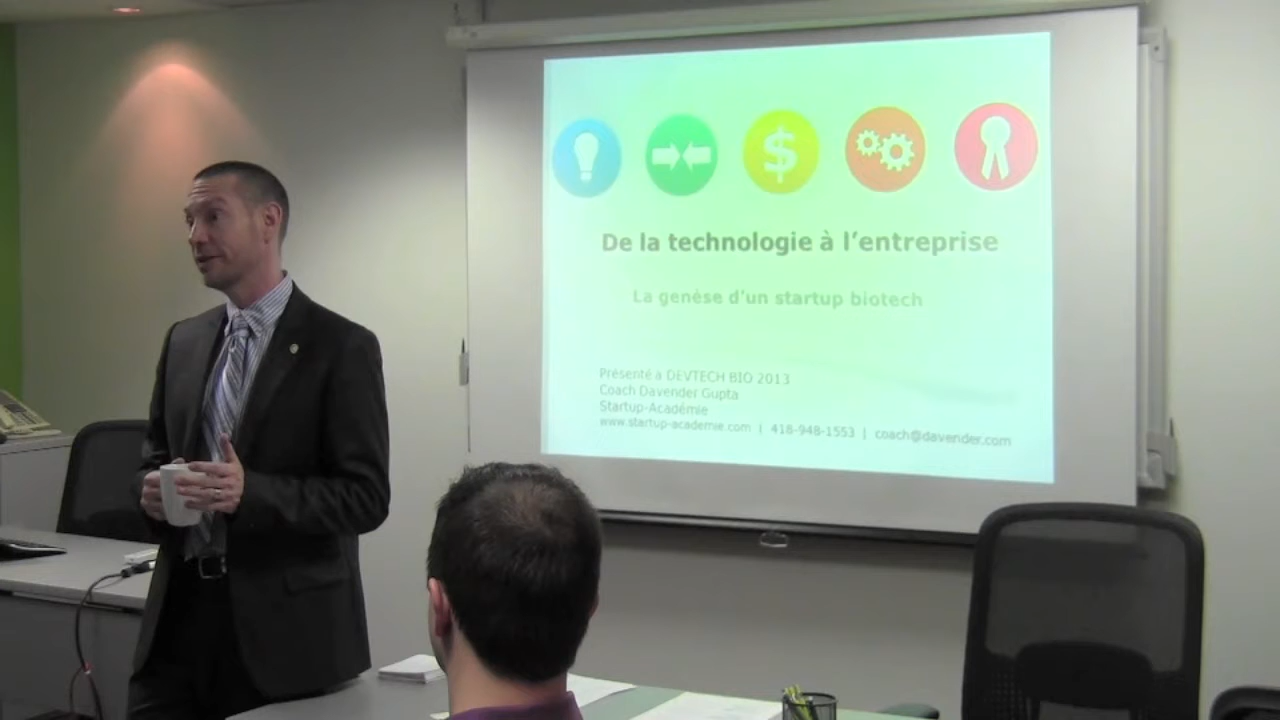 $
De la technologie à l'entreprise
La genèse d'un startup biotech
Présenté à DEVTECH BIO 2013
Coach Davender Gupta
Startup-Académie
www.startup-academie.com | 418-948-1553 | coach@davender.com